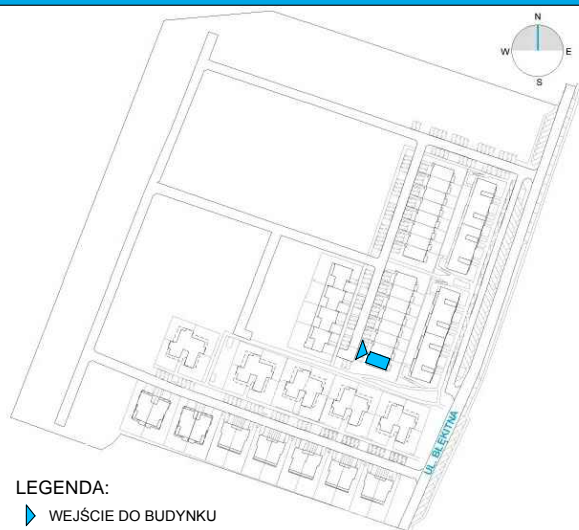 N
W E
S
UL. BŁĘKITNA
LEGENDA:
WEJŚCIE DO BUDYNKU